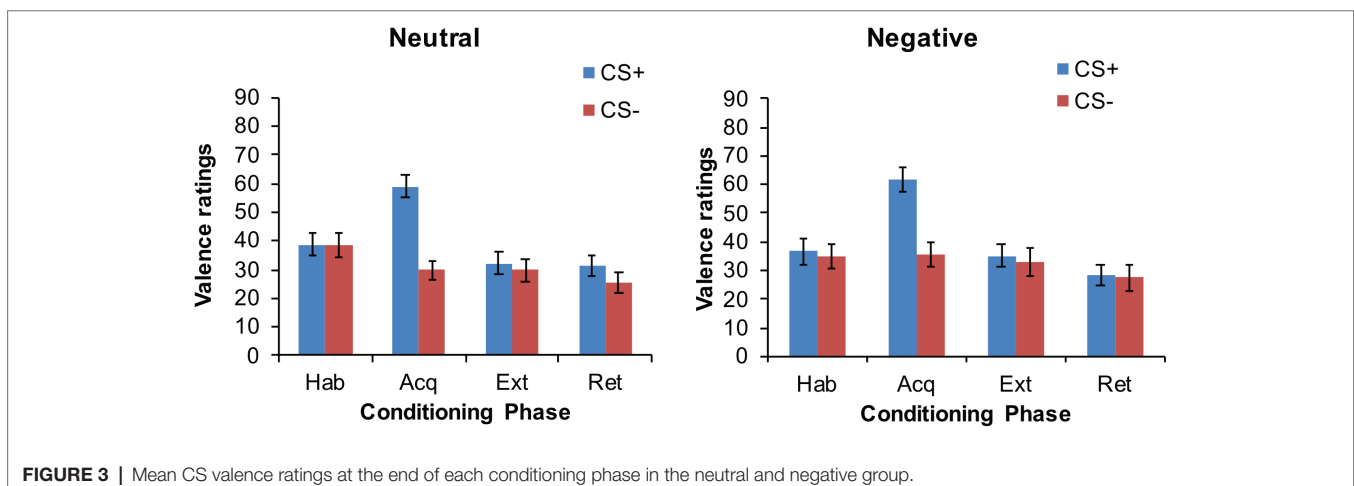 Neutral
CS+
CS-
90
80
70
60
50
40
30
20
10
0
Valence ratings
Hab Acq Ext Ret
Conditioning Phase
Negative
CS+
CS-
90
80
70
60
50
40
30
20
10
0
Valence ratings
Hab Acq Ext Ret
Conditioning Phase
FIGURE 3 | Mean CS valence ratings at the end of each conditioning phase in the neutral and negative group.